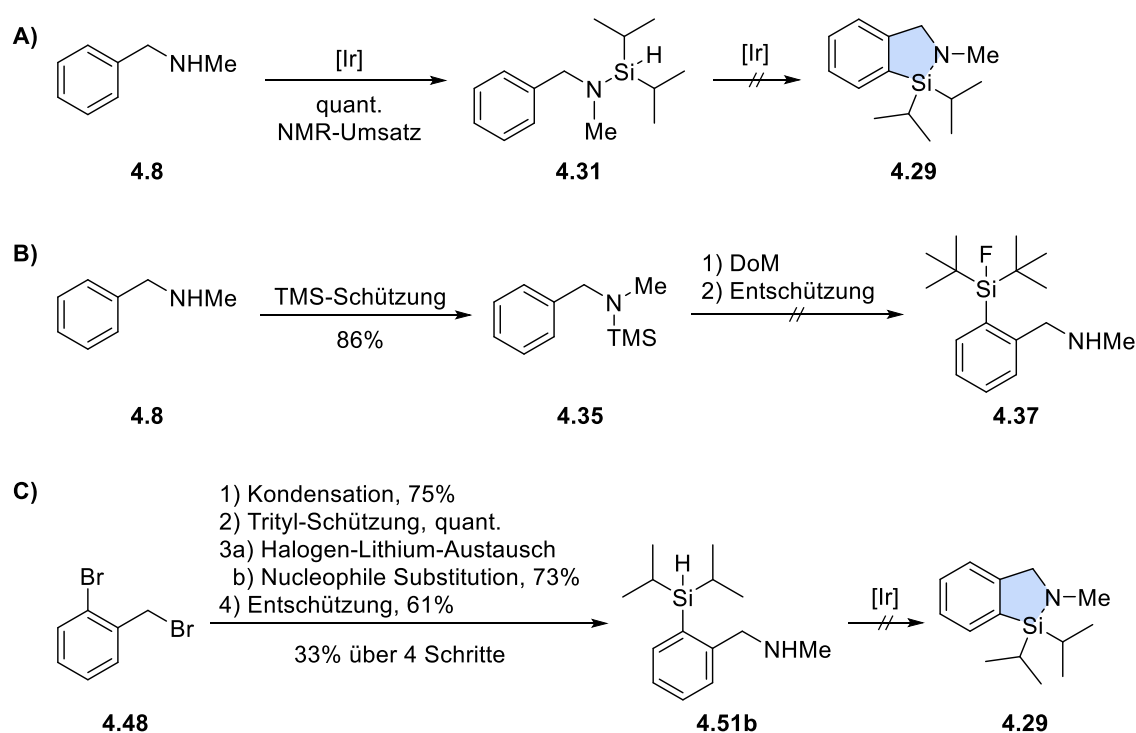 A)
NHMe
[Ir]
quant.
NMR-Umsatz
Si
H
N
Me
[Ir]
N
Me
Si
4.8
4.31
4.29
B)
NHMe
TMS-Schützung
86%
N
Me
TMS
1) DoM
2) Entschützung
F
Si
NHMe
4.8
4.35
4.37
C)
Br
Br
1) Kondensation, 75%
2) Trityl-Schützung, quant.
3a) Halogen-Lithium-Austausch
b) Nucleophile Substitution, 73%
4) Entschützung, 61%
33% über 4 Schritte
H
Si
NHMe
[Ir]
N
Me
Si
4.48
4.51b
4.29